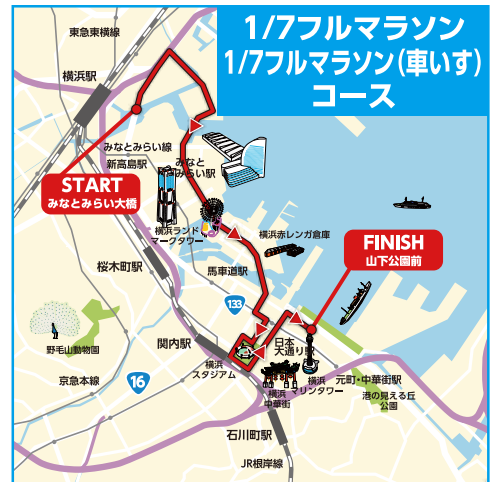 1/7フルマラソン
1/7フルマラソン(車いす)
コース
東急東横線
横浜駅
みなとみらい線
新高島駅
みなと
みらい駅
START
みなとみらい大橋
横浜ランド
マークタワー
横浜赤レンガ倉庫
FINISH
山下公園前
桜木町駅
馬車道駅
133
野毛山動物園
関内駅
日本
大通り駅
横浜
スタジアム
京急本線
16
横浜
中華街
横浜
マリンタワー
元町・中華街駅
港の見える丘
公園
石川町駅
JR根岸線